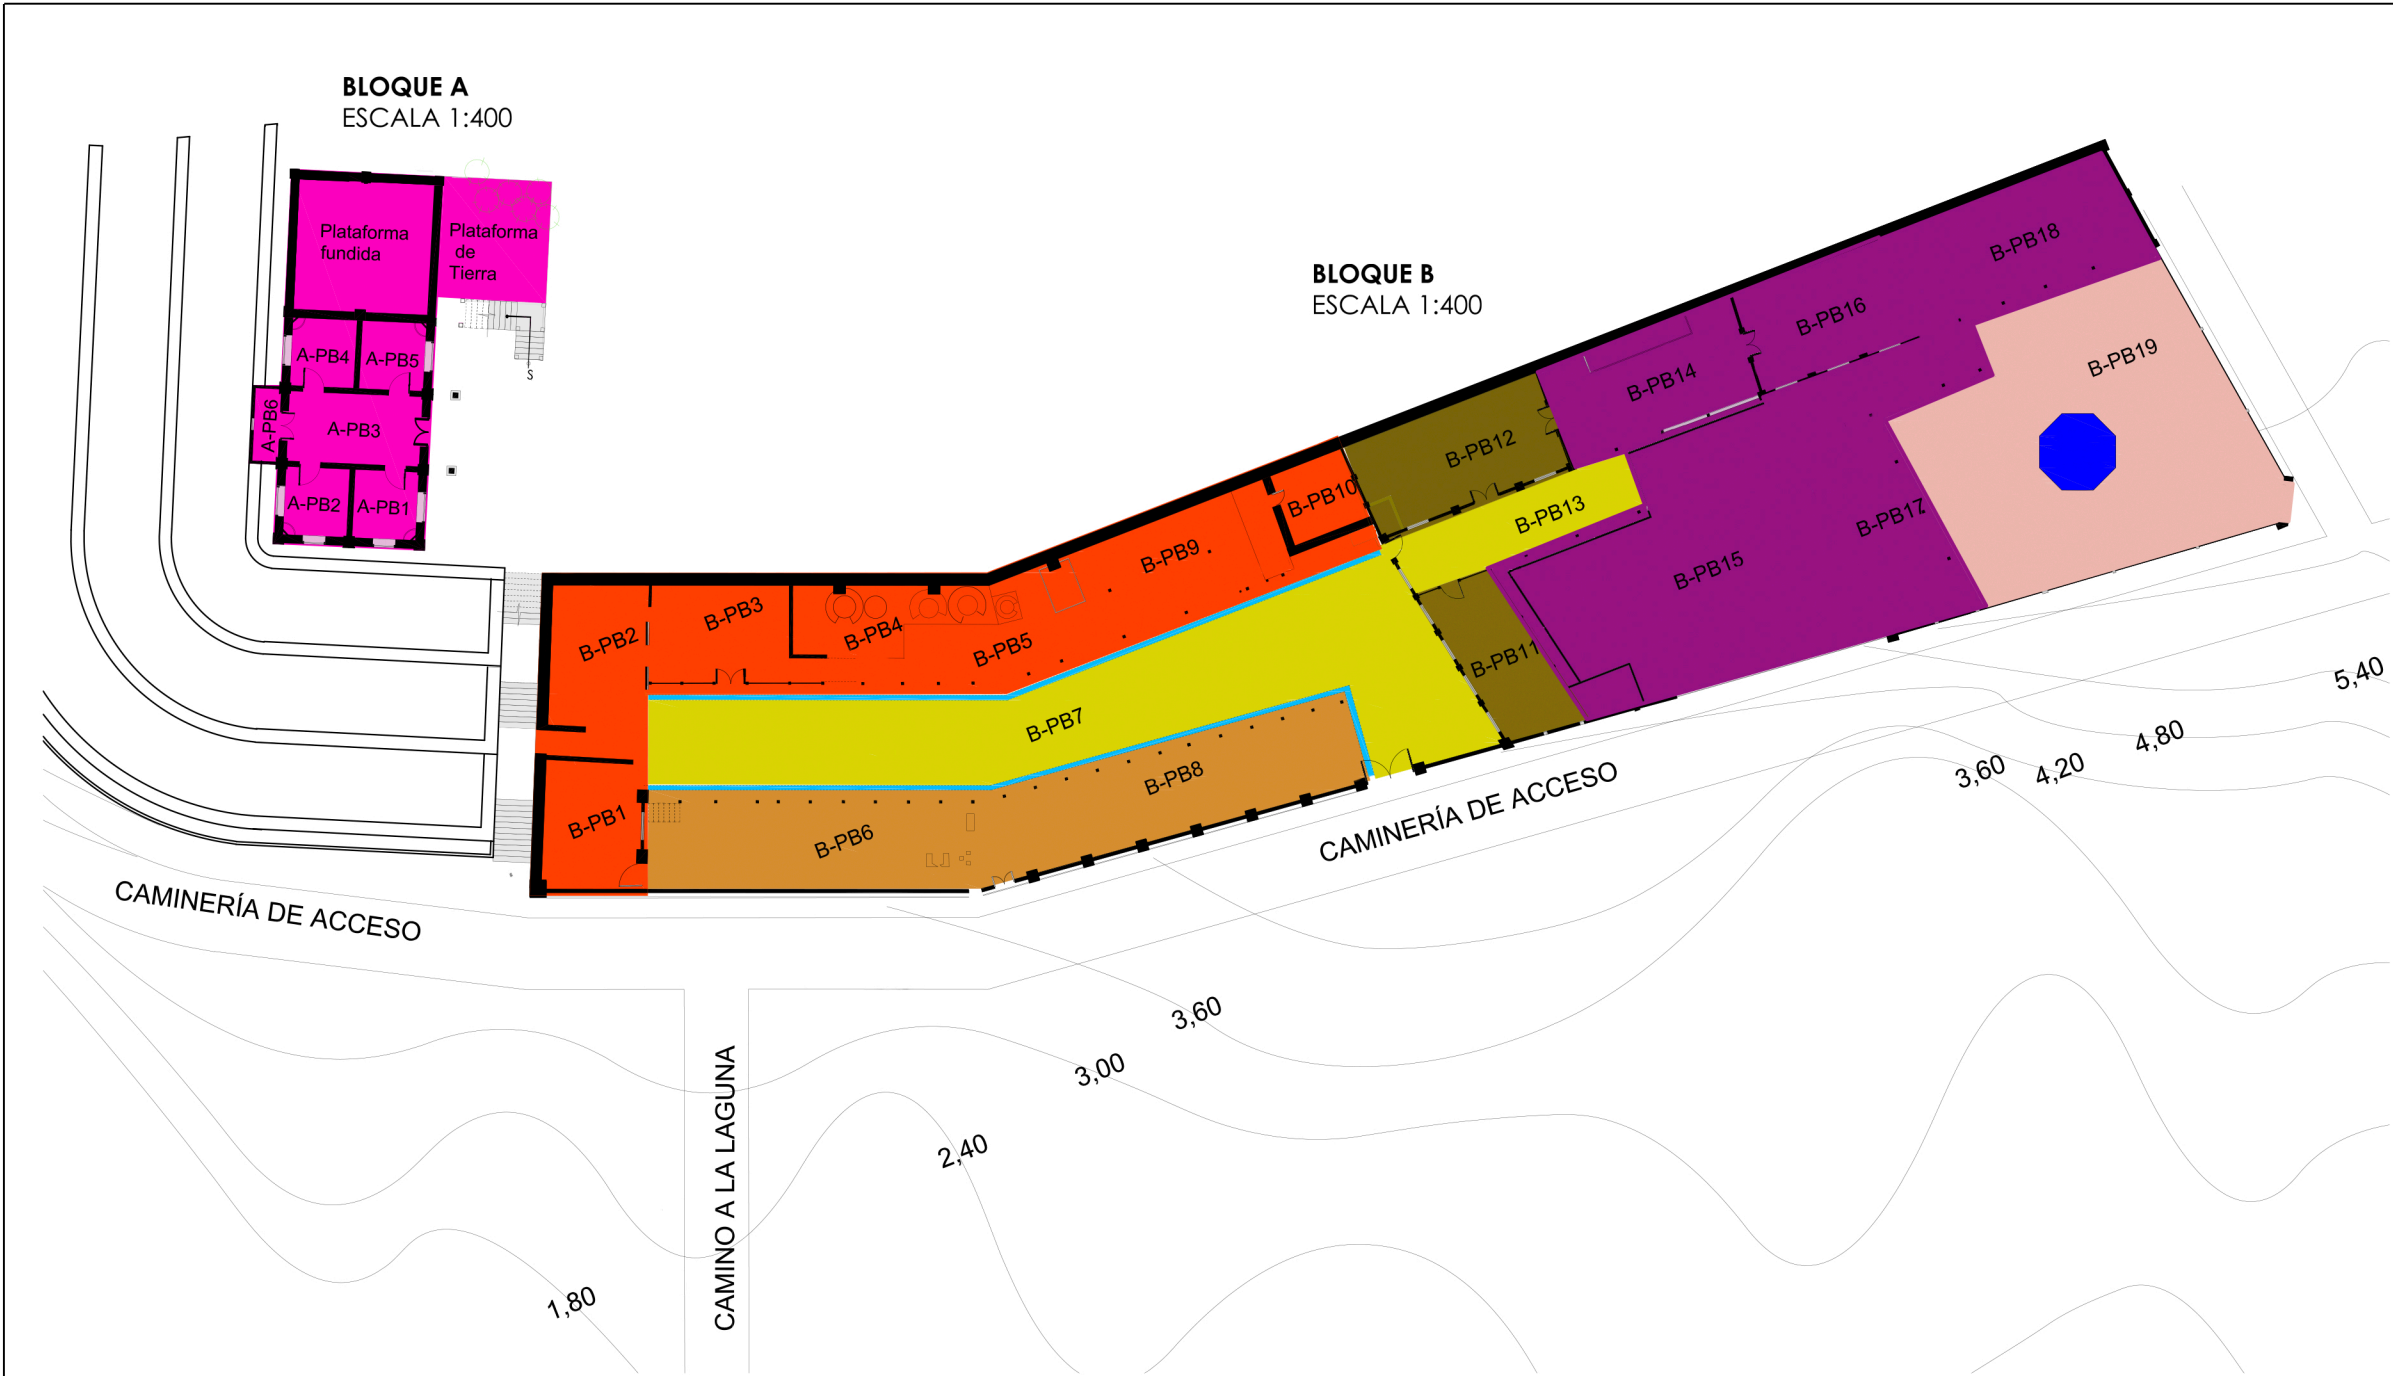 BLOQUE A
ESCALA 1:400
Plataforma
fundida
Plataforma
de
Tierra
S
A-PB4
A-PB5
A-PB6
A-PB3
A-PB2
A-PB1
BLOQUE B
ESCALA 1:400
B-PB18
B-PB16
B-PB19
B-PB14
B-PB12
B-PB10
B-PB13
B-PB17
B-PB15
B-PB9
B-PB11
B-PB3
B-PB2
B-PB4
B-PB5
B-PB7
B-PB8
B-PB1
B-PB6
5,40
4,80
4,20
3,60
CAMINERÍA DE ACCESO
CAMINERÍA DE ACCESO
3,60
3,00
2,40
1,80
CAMINO A LA LAGUNA